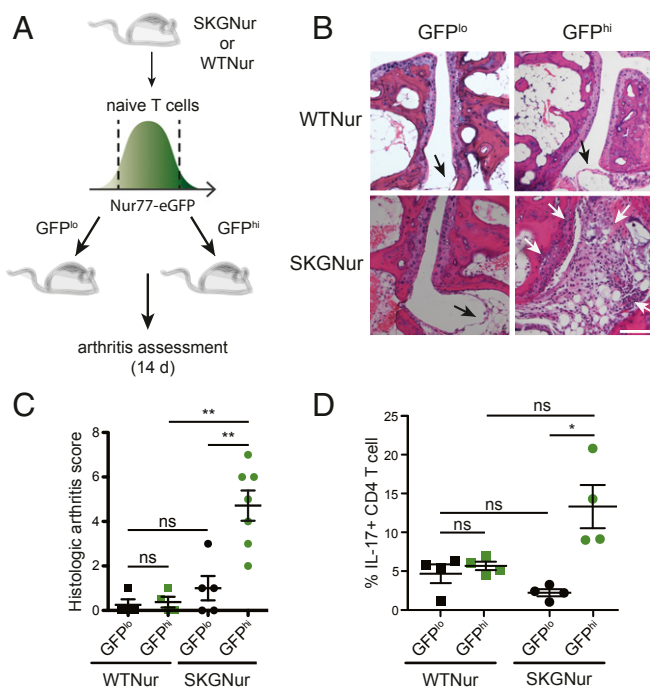 A
SKGNur
or
WTNur
naive T cells
Nur77-eGFP
GFPlo
GFPhi
arthritis assessment
(14 d)
B
GFPlo
GFPhi
WTNur
SKGNur
C
Histologic arthritis score
8
6
4
2
0
**
**
ns
ns
GFPlo
GFPhi
GFPlo
GFPhi
WTNur
SKGNur
D
% IL-17+ CD4 T cell
25
20
15
10
5
0
ns
*
ns
ns
GFPlo
GFPhi
GFPlo
GFPhi
WTNur
SKGNur